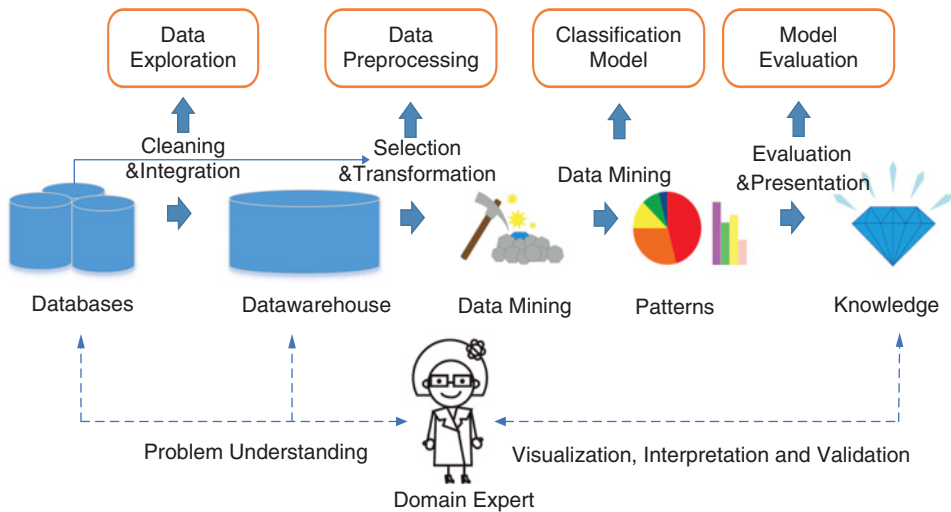 Data
Exploration
Data
Preprocessing
Classification
Model
Model
Evaluation
Cleaning
&Integration
Selection
&Transformation
Data Mining
Evaluation
&Presentation
Databases
Datawarehouse
Data Mining
Patterns
Knowledge
Problem Understanding
Visualization, Interpretation and Validation
Domain Expert